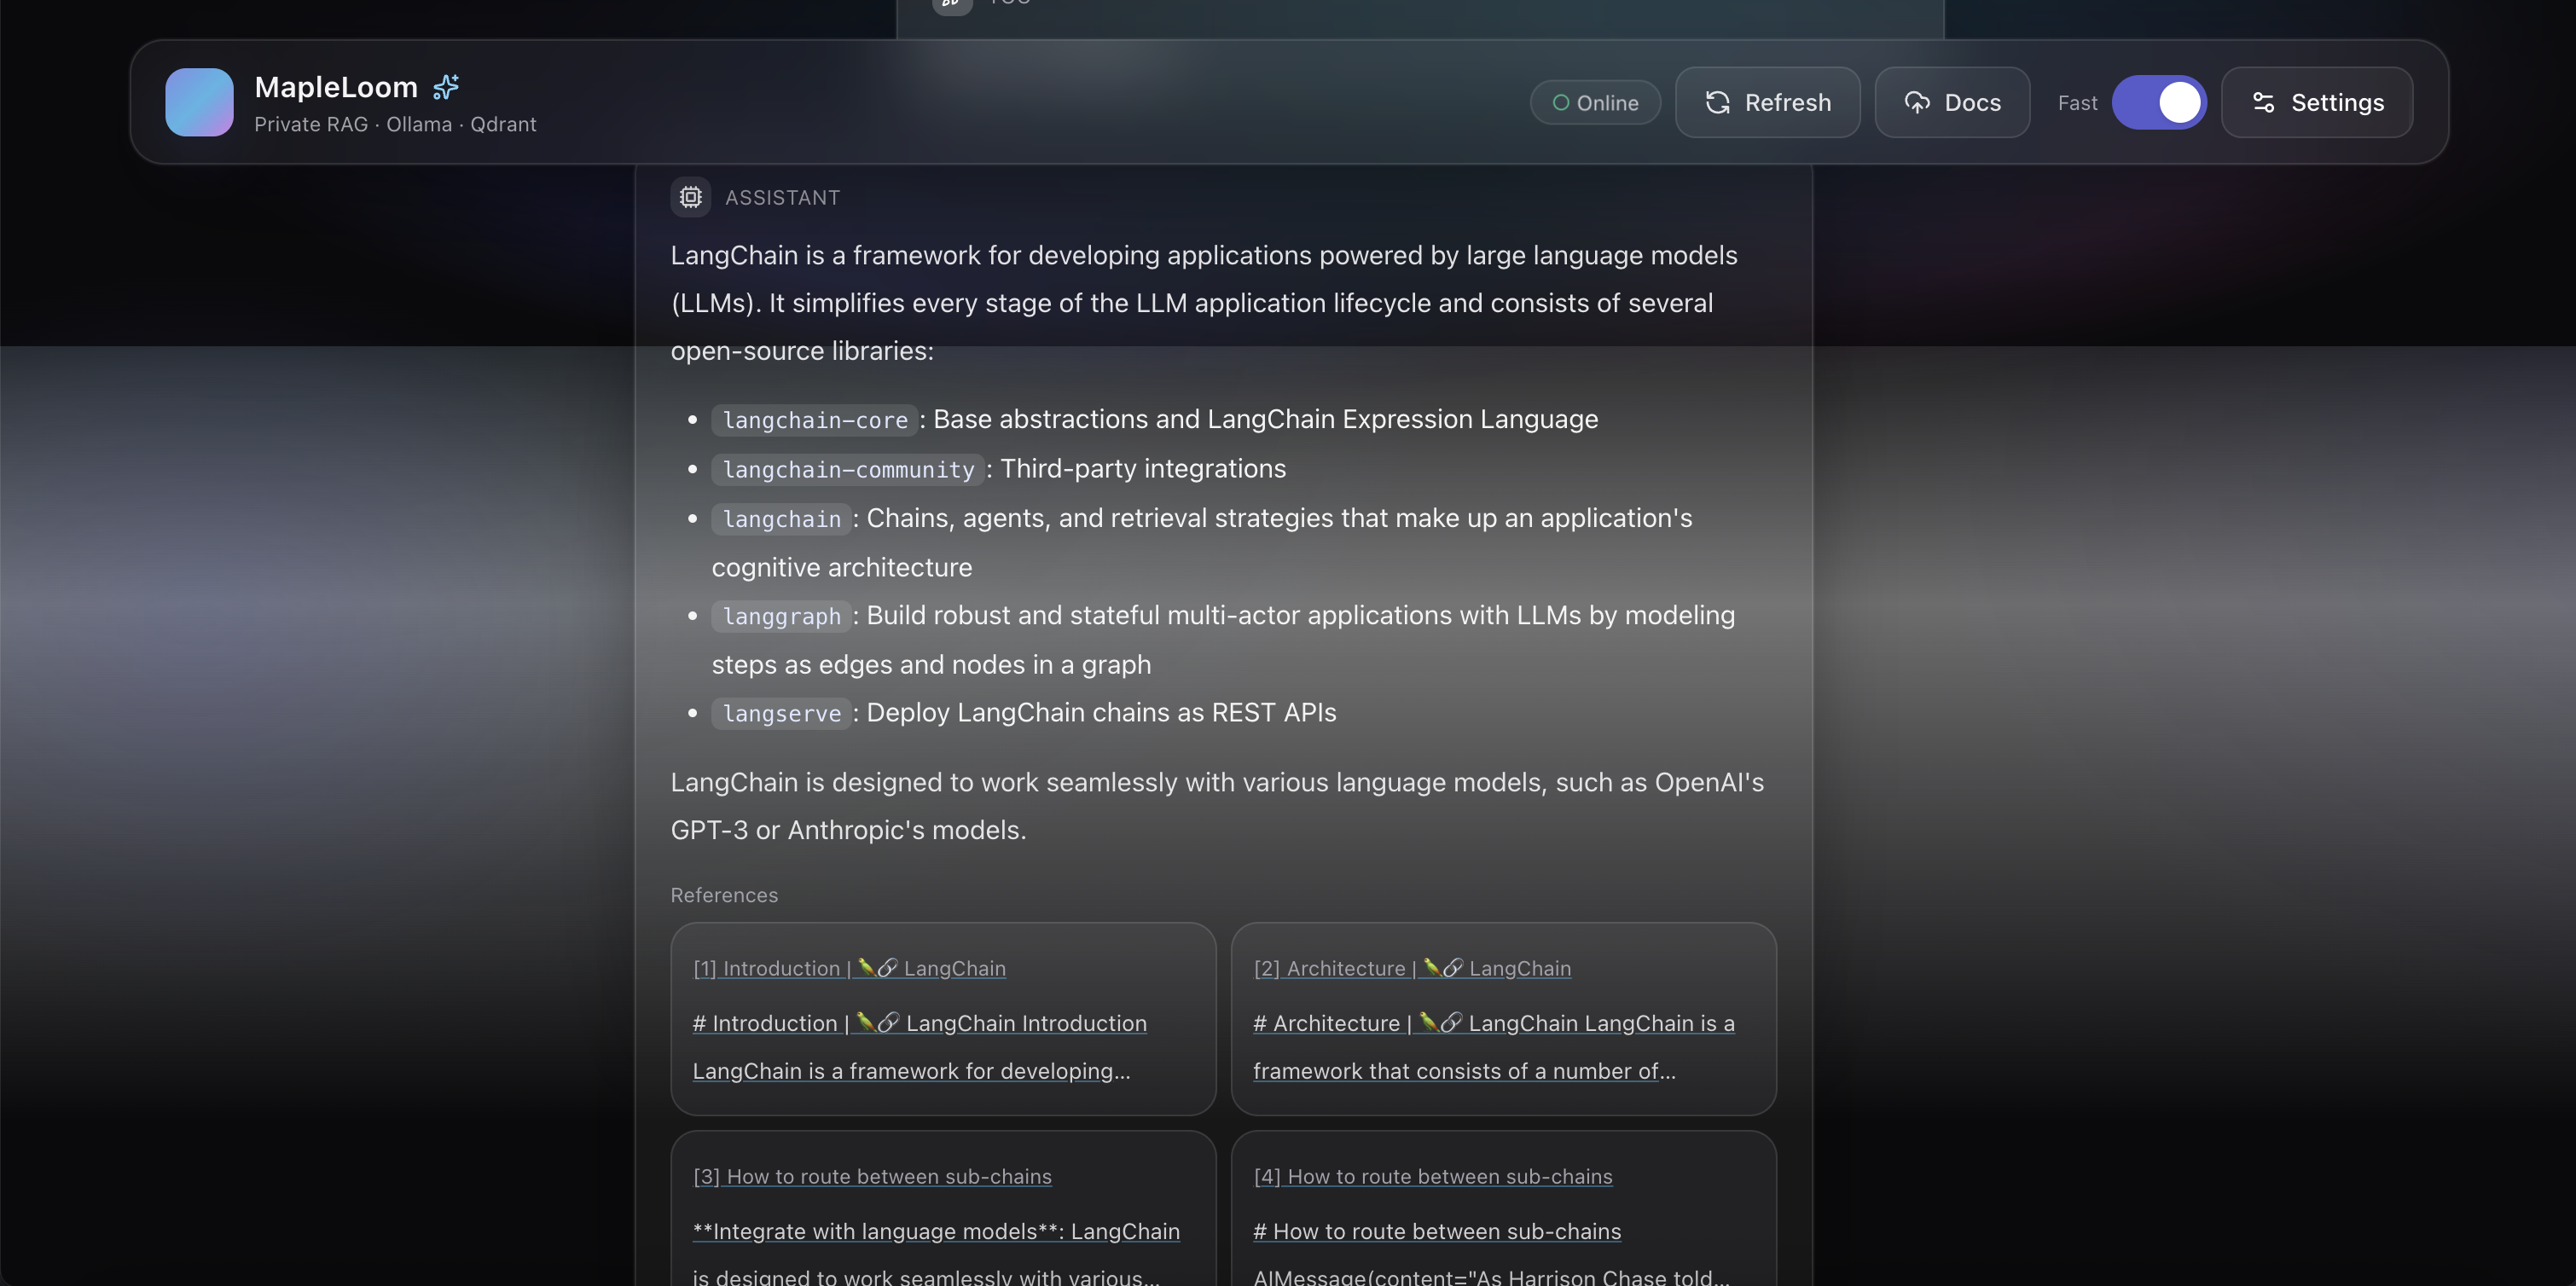 YOU
MapleLoom
Private RAG · Ollama · Qdrant
Online
Refresh
Docs
Fast
Settings
ASSISTANT
LangChain is a framework for developing applications powered by large language models
(LLMs). It simplifies every stage of the LLM application lifecycle and consists of several
open-source libraries:
• langchain-core: Base abstractions and LangChain Expression Language
• langchain-community: Third-party integrations
• langchain: Chains, agents, and retrieval strategies that make up an application's
cognitive architecture
• langgraph: Build robust and stateful multi-actor applications with LLMs by modeling
steps as edges and nodes in a graph
• langserve: Deploy LangChain chains as REST APIs
LangChain is designed to work seamlessly with various language models, such as OpenAI's
GPT-3 or Anthropic's models.
References
[1] Introduction | 🦜🔗 LangChain
# Introduction | 🦜🔗 LangChain Introduction
LangChain is a framework for developing...
[2] Architecture | 🦜🔗 LangChain
# Architecture | 🦜🔗 LangChain LangChain is a
framework that consists of a number of...
[3] How to route between sub-chains
**Integrate with language models**: LangChain
is designed to work seamlessly with various...
[4] How to route between sub-chains
# How to route between sub-chains
AIMessage(content="As Harrison Chase told...